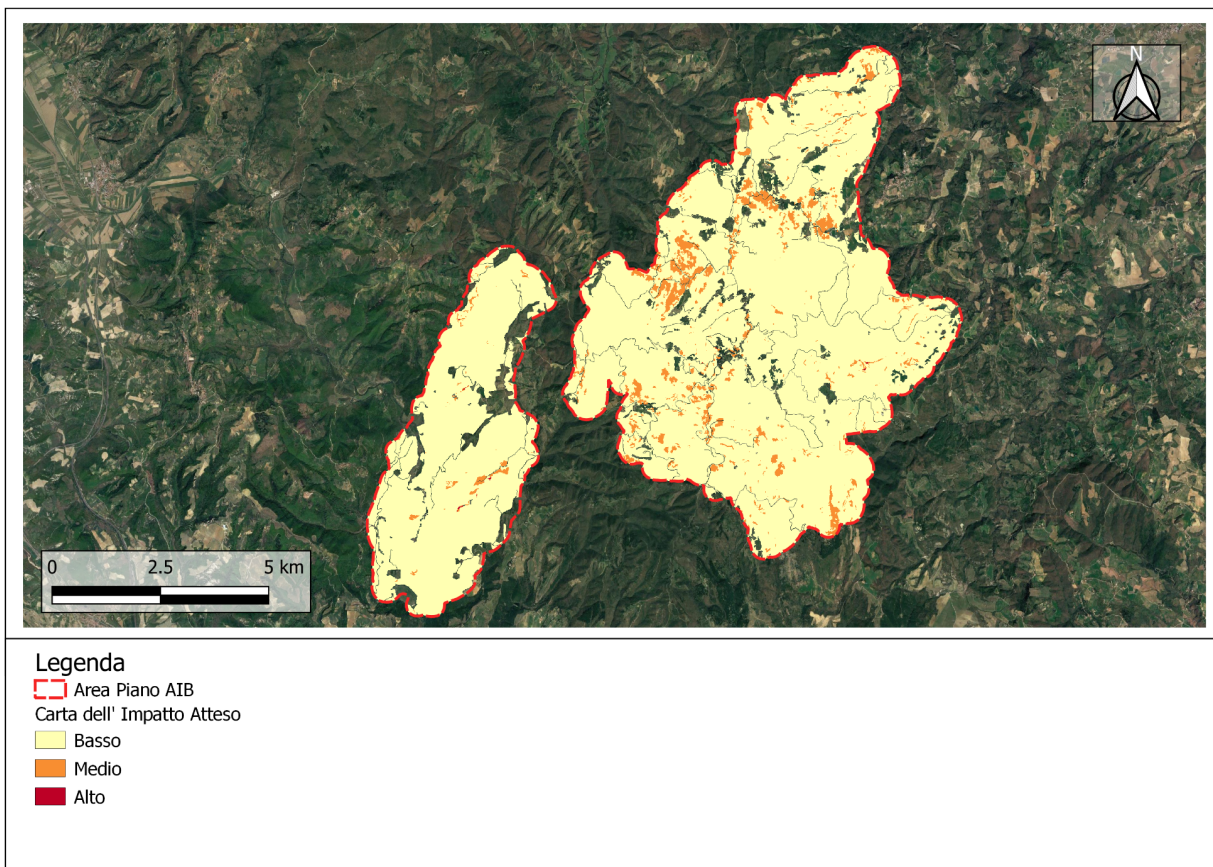 N
0 2.5 5 km
Legenda
Area Piano AIB
Carta dell' Impatto Atteso
Basso
Medio
Alto